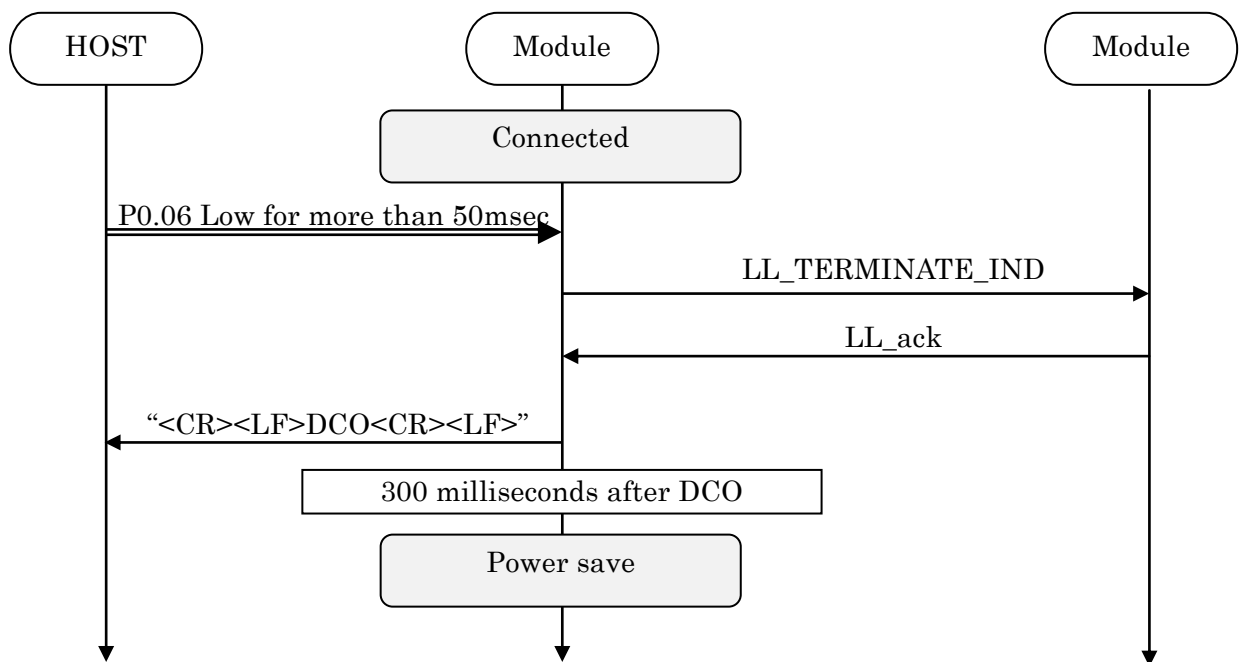 HOST
Module
Module
Connected
P0.06 Low for more than 50msec
LL_TERMINATE_IND
LL_ack
“<CR><LF>DCO<CR><LF>”
300 milliseconds after DCO
Power save